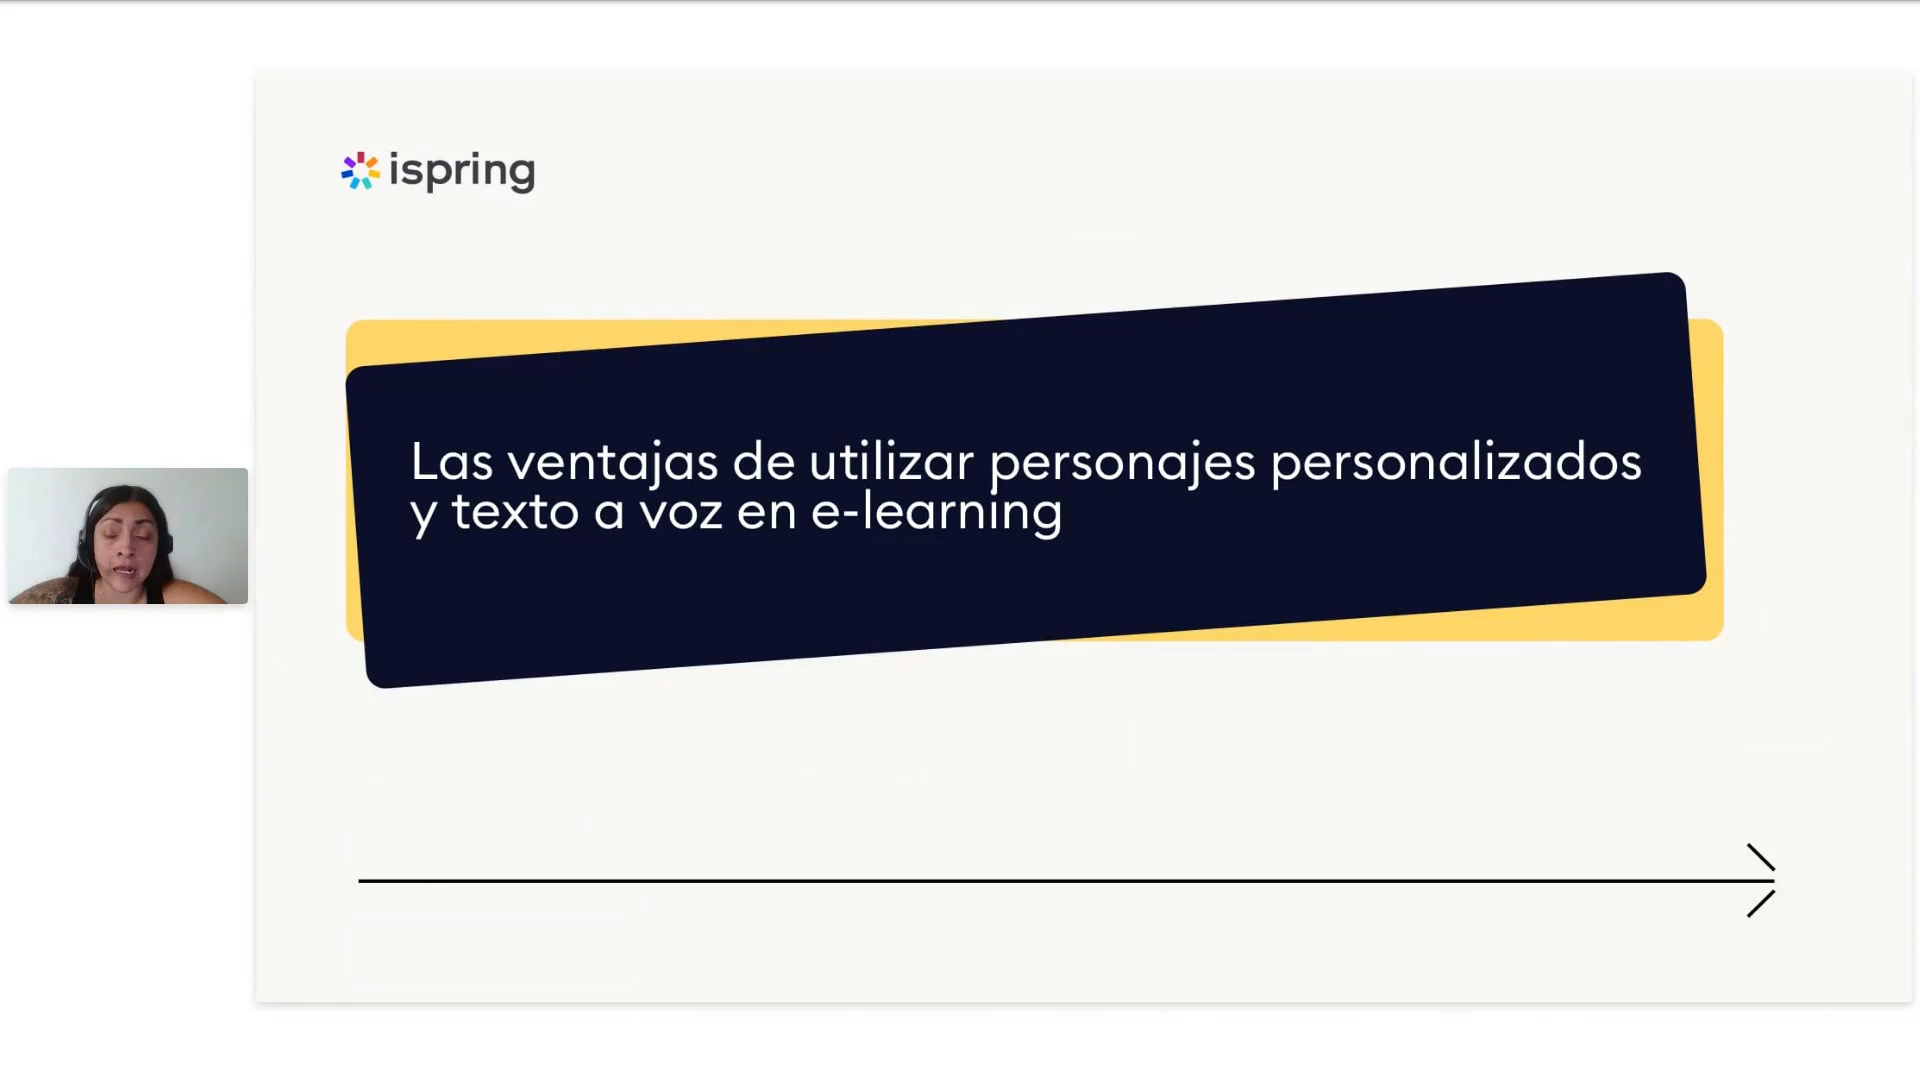 ispring
Las ventajas de utilizar personajes personalizados
y texto a voz en e-learning